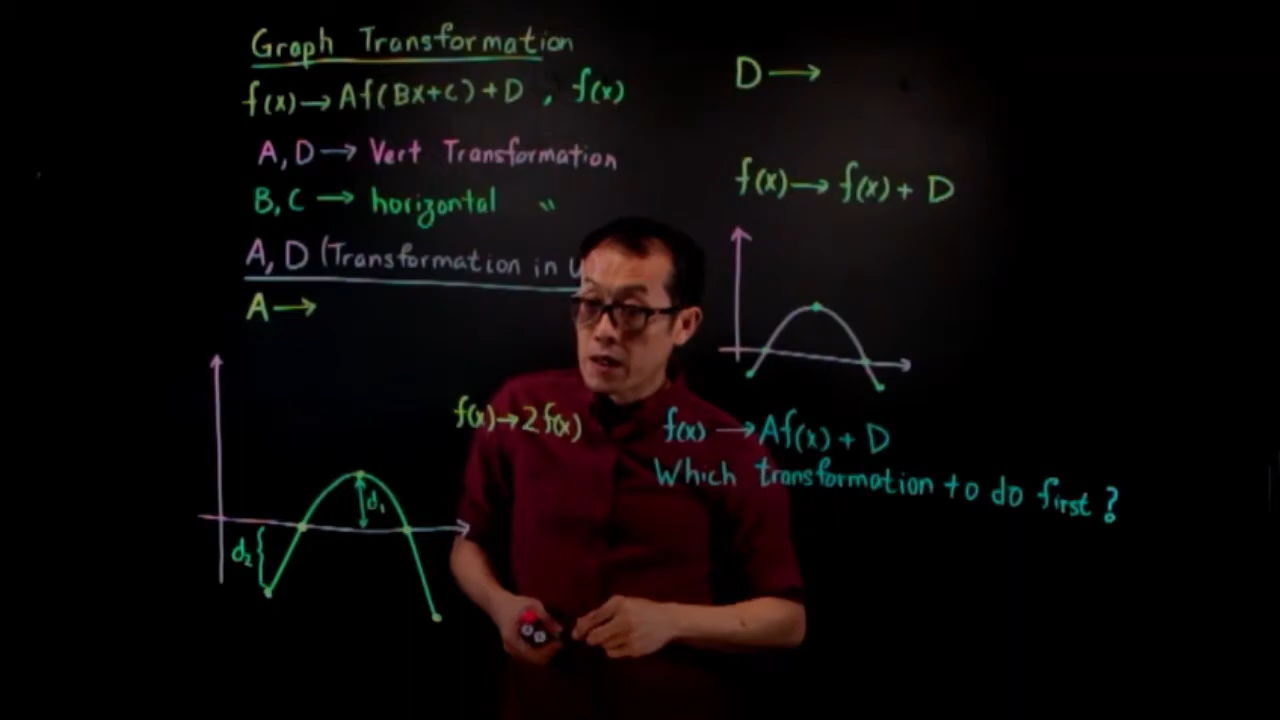 Graph Transformation
f(x)→Af(Bx+C)+D , f(x)
A, D → Vert Transformation
B, C → horizontal "
A, D (Transformation in
A→
f(x)→2f(x)
d₁
d₂
D→
f(x)→f(x)+ D
f(x) →Af(x)+ D
Which transformation to do first?